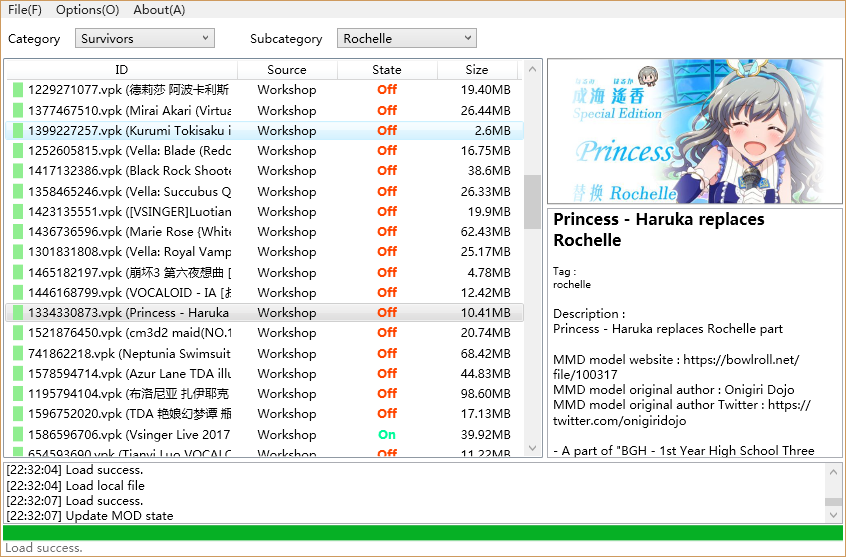 File(F) Options(O) About(A)
Category Survivors Subcategory Rochelle
ID Source State Size
1229271077.vpk (德莉莎 阿波卡利斯 Workshop Off 19.40MB
1377467510.vpk (Mirai Akari (Virtua Workshop Off 26.44MB
1399227257.vpk (Kurumi Tokisaku i Workshop Off 2.6MB
1252605815.vpk (Vella: Blade (Redc Workshop Off 16.75MB
1417132386.vpk (Black Rock Shoote Workshop Off 38.6MB
1358465246.vpk (Vella: Succubus Q Workshop Off 26.33MB
1423135551.vpk ([VSINGER]Luotian Workshop Off 19.9MB
1436736596.vpk (Marie Rose {White Workshop Off 62.43MB
1301831808.vpk (Vella: Royal Vamp Workshop Off 25.17MB
1465182197.vpk (崩坏3 第六夜想曲 [ Workshop Off 4.78MB
1446168799.vpk (VOCALOID - IA [お Workshop Off 12.42MB
1334330873.vpk (Princess - Haruka Workshop Off 10.41MB
1521876450.vpk (cm3d2 maid(NO.1 Workshop Off 20.74MB
741862218.vpk (Neptunia Swimsuit Workshop Off 68.42MB
1578594714.vpk (Azur Lane TDA illu Workshop Off 44.83MB
1195794104.vpk (布洛尼亚 扎伊耶克 Workshop Off 98.60MB
1596752020.vpk (TDA 艳娘幻梦谭 瓶 Workshop Off 17.13MB
1586596706.vpk (Vsinger Live 2017 Workshop On 39.92MB
654593690.vpk (Tianyi Luo VOCALO Workshop Off 11.22MB
なるみ はるか
成海 遙香
Special Edition
Princess
替換 Rochelle
Princess - Haruka replaces
Rochelle
Tag :
rochelle
Description :
Princess - Haruka replaces Rochelle part
MMD model website : https://bowlroll.net/
file/100317
MMD model original author : Onigiri Dojo
MMD model original author Twitter : https://
twitter.com/onigiridojo
- A part of "BGH - 1st Year High School Three
[22:32:04] Load success.
[22:32:04] Load local file
[22:32:07] Load success.
[22:32:07] Update MOD state
Load success.